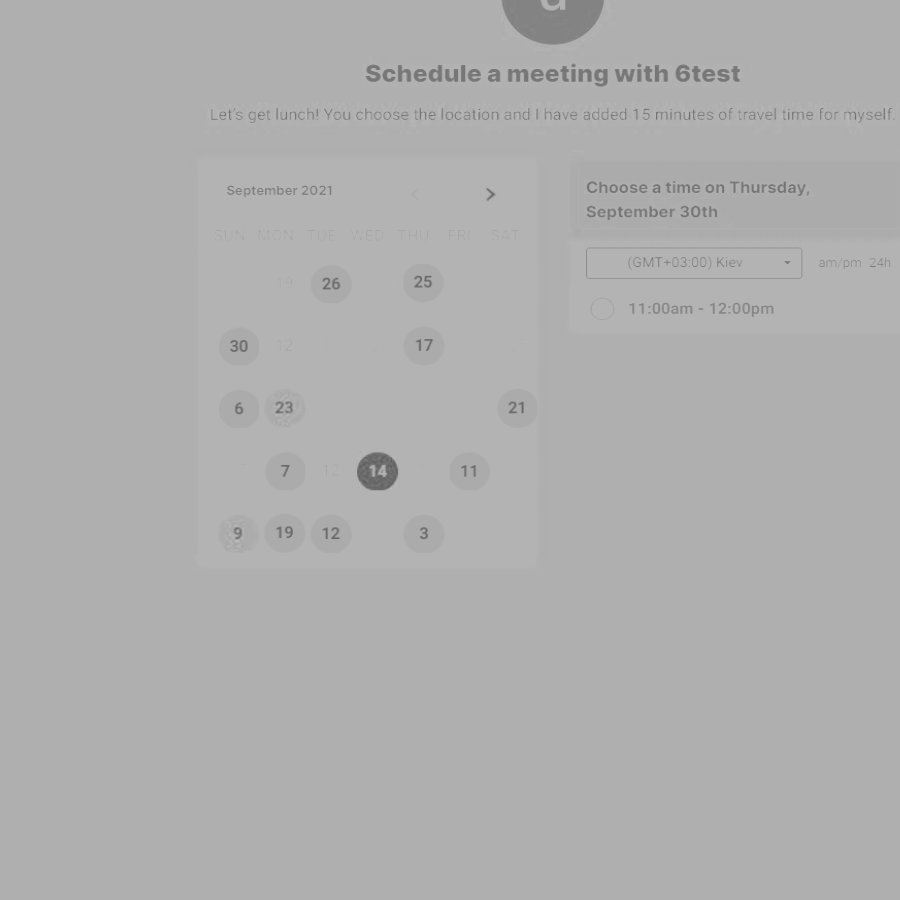 Schedule a meeting with 6test
Let's get lunch! You choose the location and I have added 15 minutes of travel time for myself.
September 2021
SUN MON TUE WED THU FRI SAT
26 25
30 12 17
6 23 21
7 14 11
9 19 12 3
Choose a time on Thursday,
September 30th
(GMT+03:00) Kiev am/pm 24h
11:00am - 12:00pm